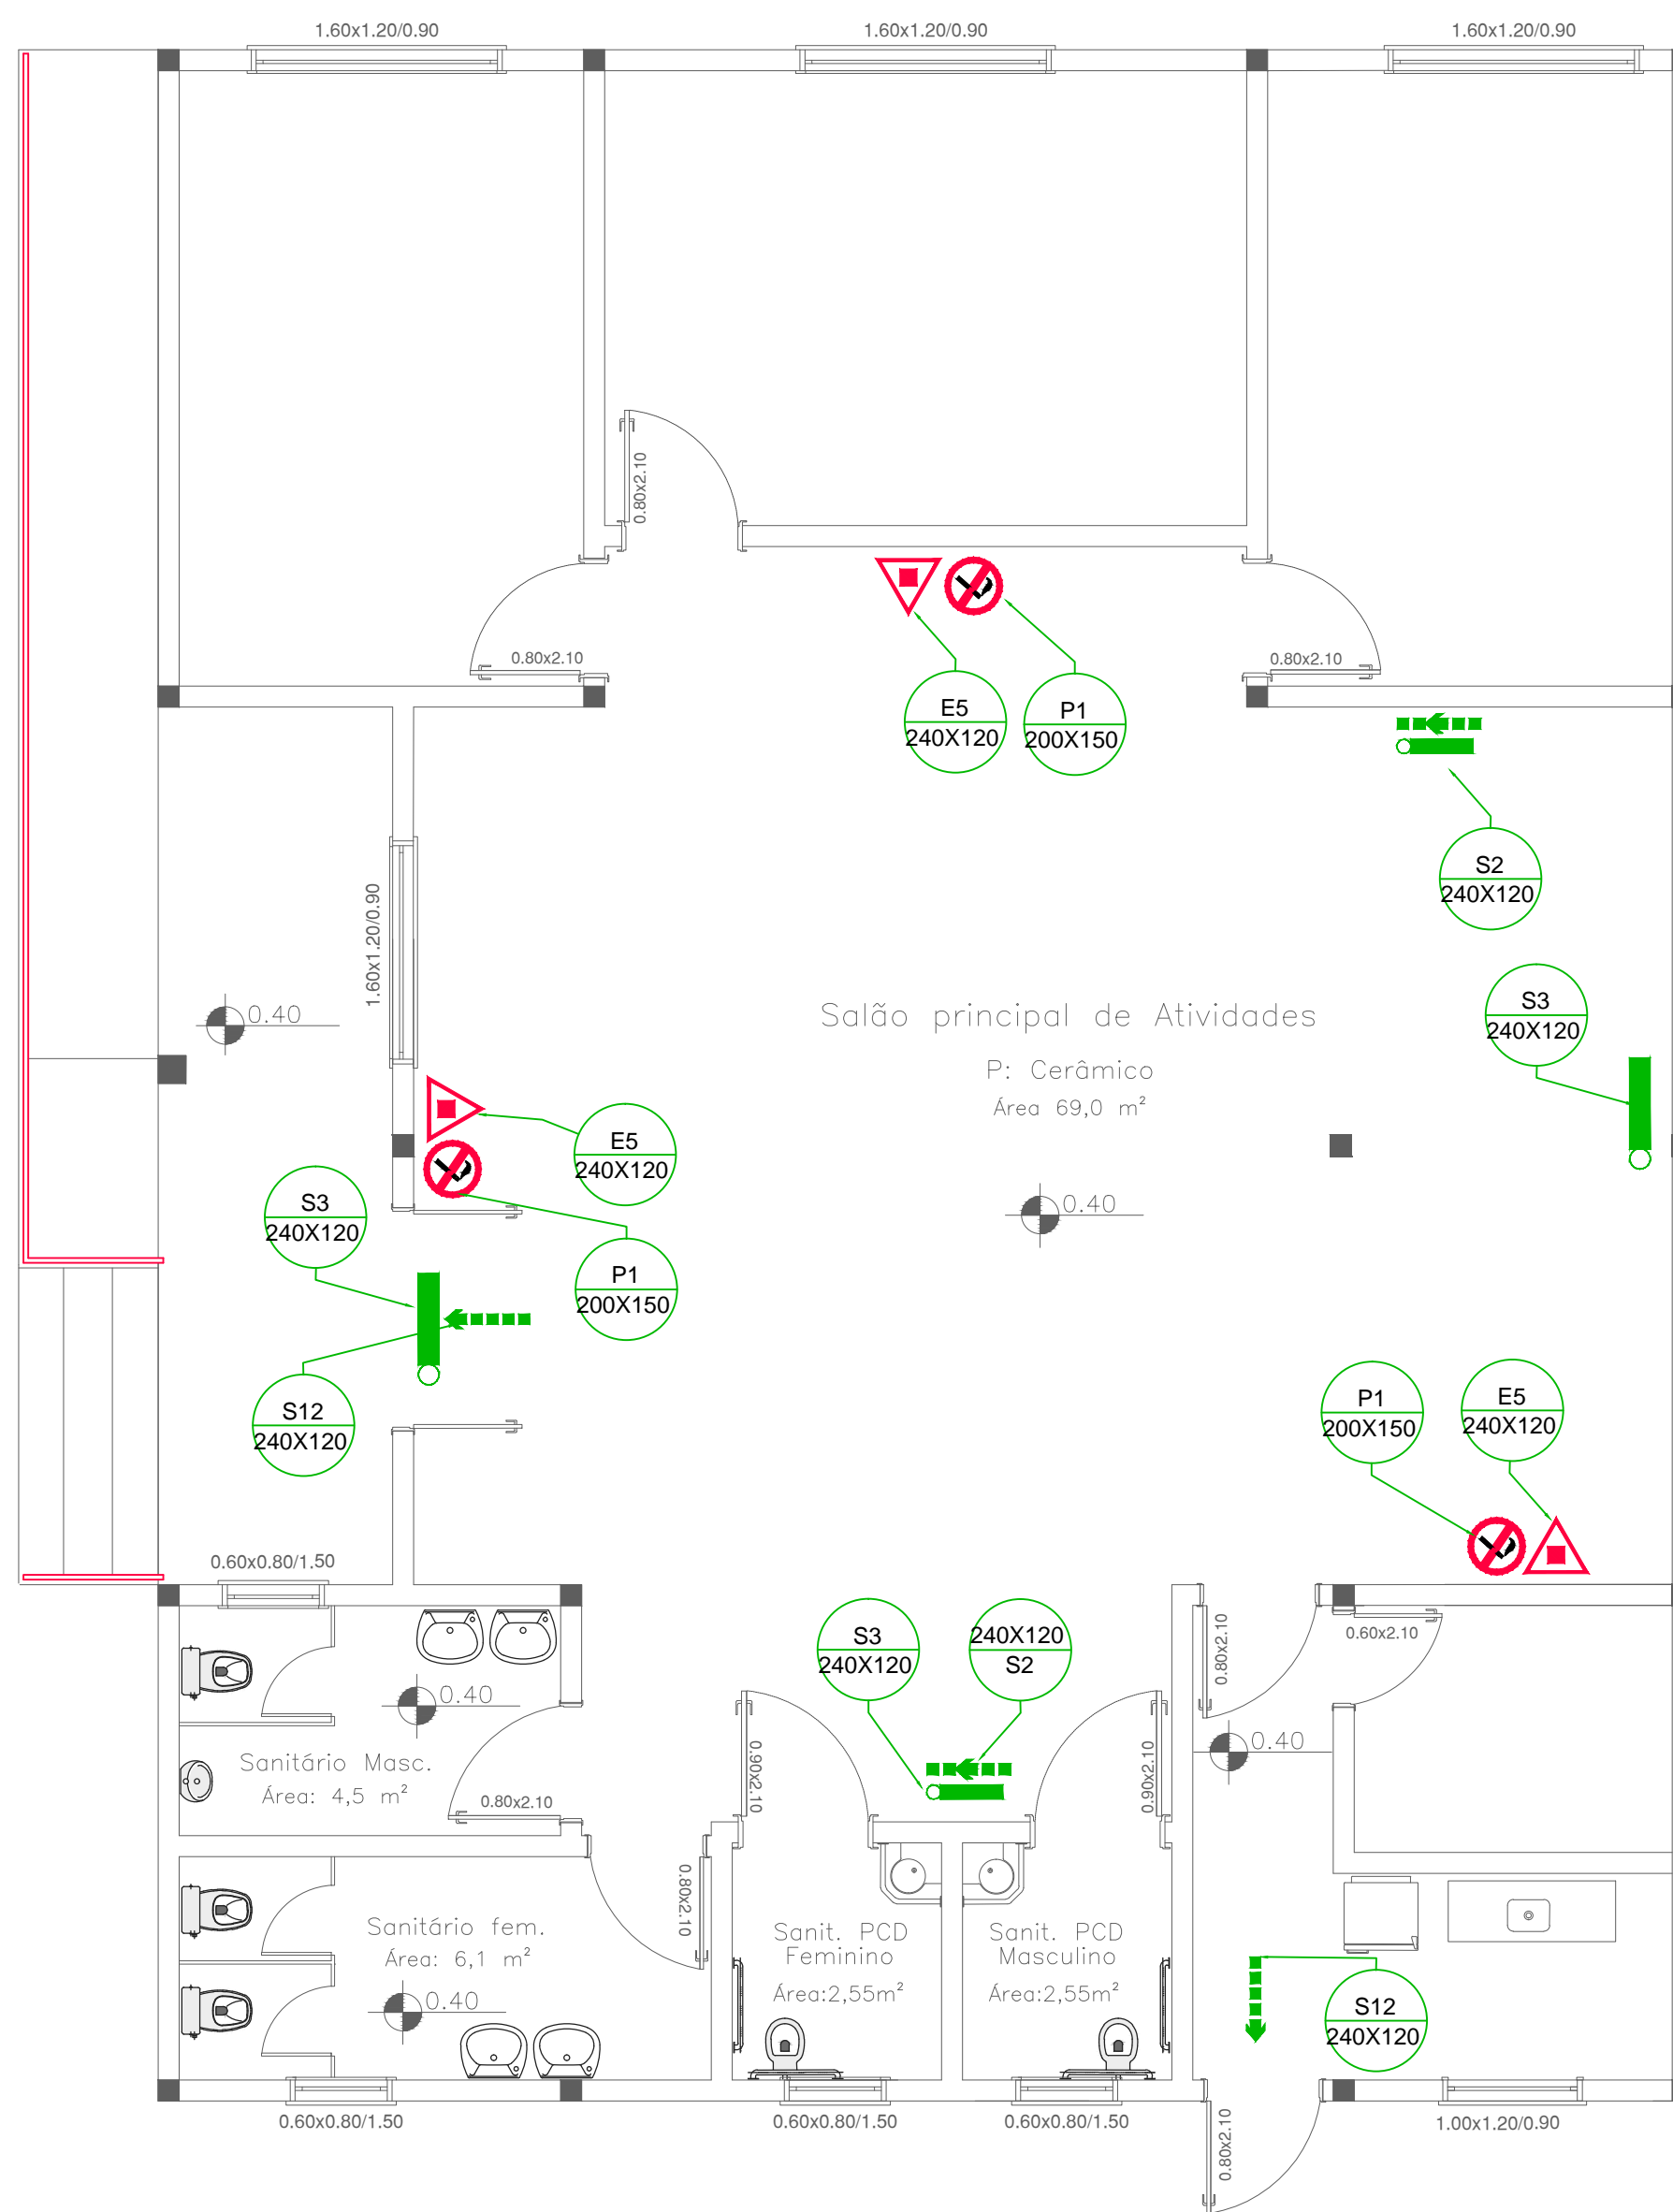 1.60x1.20/0.90
1.60x1.20/0.90
1.60x1.20/0.90
0.80x2.10
0.80x2.10
0.80x2.10
E5
240X120
P1
200X150
S2
240X120
1.60x1.20/0.90
0.40
Salão principal de Atividades
P: Cerâmico
Área 69,0 m²
S3
240X120
E5
240X120
0.40
S3
240X120
P1
200X150
S12
240X120
P1
200X150
E5
240X120
0.60x0.80/1.50
S3
240X120
240X120
S2
0.80x2.10
0.60x2.10
0.40
0.40
Sanitário Masc.
Área: 4,5 m²
0.80x2.10
0.90x2.10
0.90x2.10
0.80x2.10
Sanitário fem.
Área: 6,1 m²
0.40
Sanit. PCD
Feminino
Área:2,55m²
Sanit. PCD
Masculino
Área:2,55m²
S12
240X120
0.60x0.80/1.50
0.60x0.80/1.50
0.60x0.80/1.50
0.80x2.10
1.00x1.20/0.90